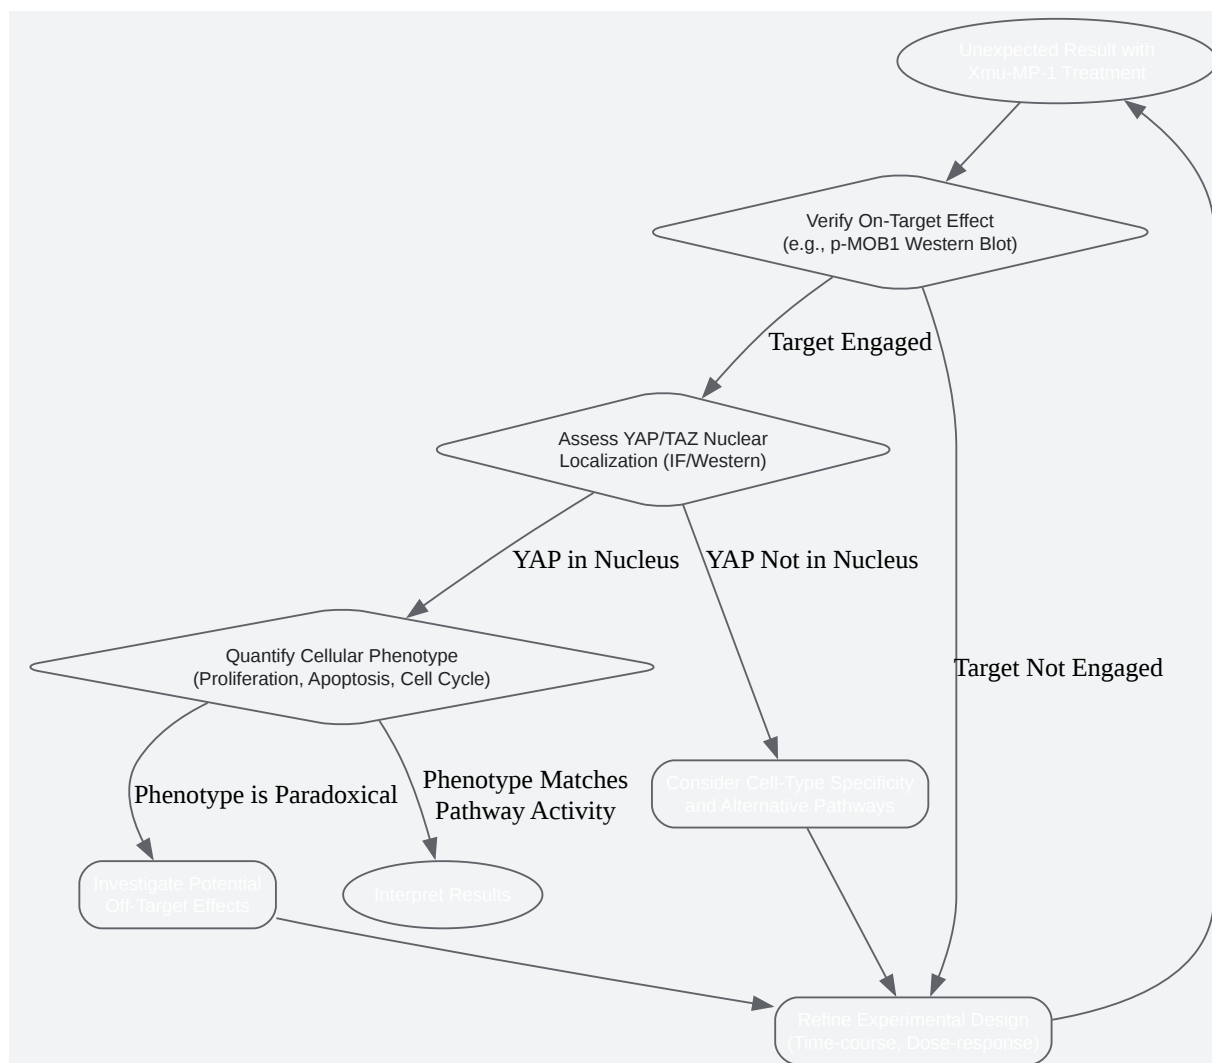 Unexpected Result with
Xmu-MP-1 Treatment
Verify On-Target Effect
(e.g., p-MOB1 Western Blot)
Target Engaged
Assess YAP/TAZ Nuclear
Localization (IF/Western)
YAP in Nucleus
YAP Not in Nucleus
Target Not Engaged
Quantify Cellular Phenotype
(Proliferation, Apoptosis, Cell Cycle)
Phenotype is Paradoxical
Phenotype Matches
Pathway Activity
Consider Cell-Type Specificity
and Alternative Pathways
Investigate Potential
Off-Target Effects
Interpret Results
Refine Experimental Design
(Time-course, Dose-response)